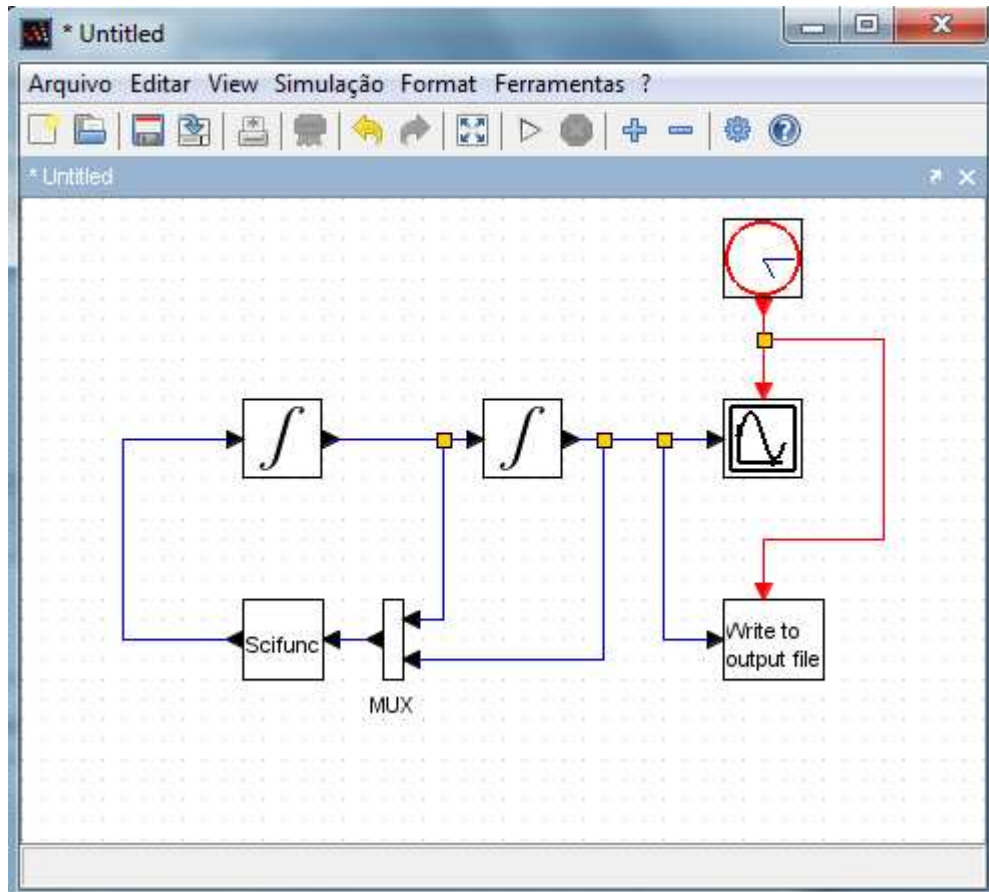 * Untitled
Arquivo Editar View Simulação Format Ferramentas ?
* Untitled
Scifunc
MUX
Write to
output file